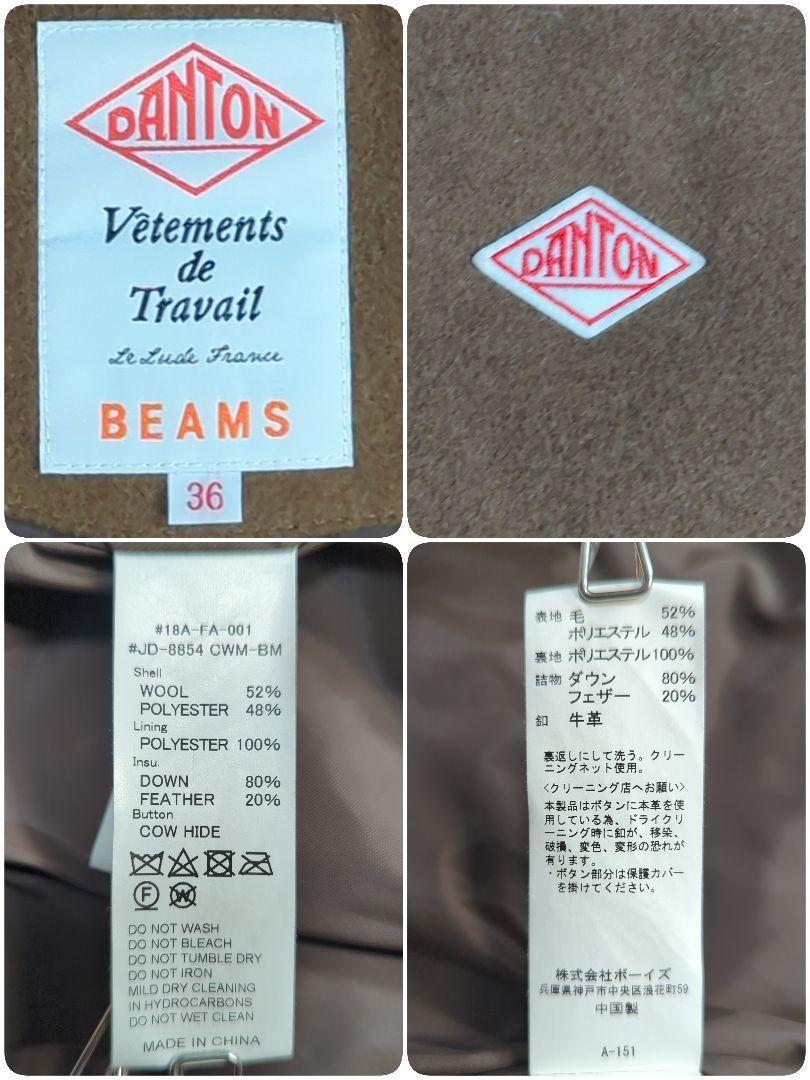 DANTON
Vêtements
de
Travail
Le Lude France
BEAMS
36
DANTON
#18A-FA-001
#JD-8854 CWM-BM
Shell
WOOL 52%
POLYESTER 48%
Lining
POLYESTER 100%
Insu.
DOWN 80%
FEATHER 20%
Button
COW HIDE
F W
DO NOT WASH
DO NOT BLEACH
DO NOT TUMBLE DRY
DO NOT IRON
MILD DRY CLEANING
IN HYDROCARBONS
DO NOT WET CLEAN
MADE IN CHINA
表地 毛 52%
ポリエステル 48%
裏地 ポリエステル100%
詰物 ダウン 80%
フェザー 20%
釦 牛革
裏返しにして洗う。クリー
ニングネット使用。
<クリーニング店へお願い>
本製品はボタンに本革を使
用している為、ドライクリ
ーニング時に釦が、移染、
破損、変色、変形の恐れが
有ります。
・ボタン部分は保護カバー
を掛けてください。
株式会社ボーイズ
兵庫県神戸市中央区浪花町59
中国製
A-151